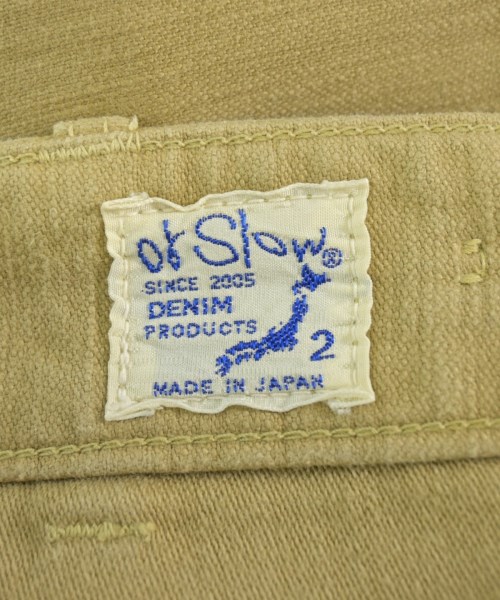 or Slow®
SINCE 2005
DENIM
PRODUCTS
2
MADE IN JAPAN